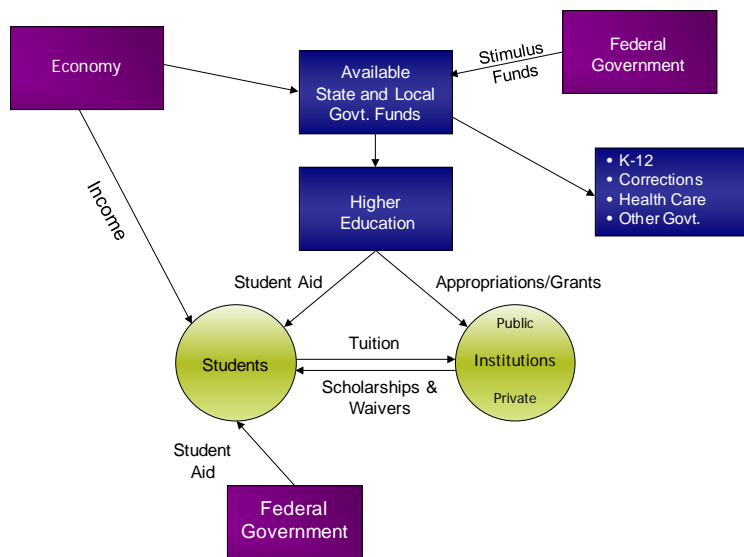 Economy
Available
State and Local
Govt. Funds
Stimulus
Funds
Federal
Government
• K-12
• Corrections
• Health Care
• Other Govt.
Income
Higher
Education
Student Aid
Appropriations/Grants
Students
Tuition
Scholarships &
Waivers
Public
Institutions
Private
Student
Aid
Federal
Government